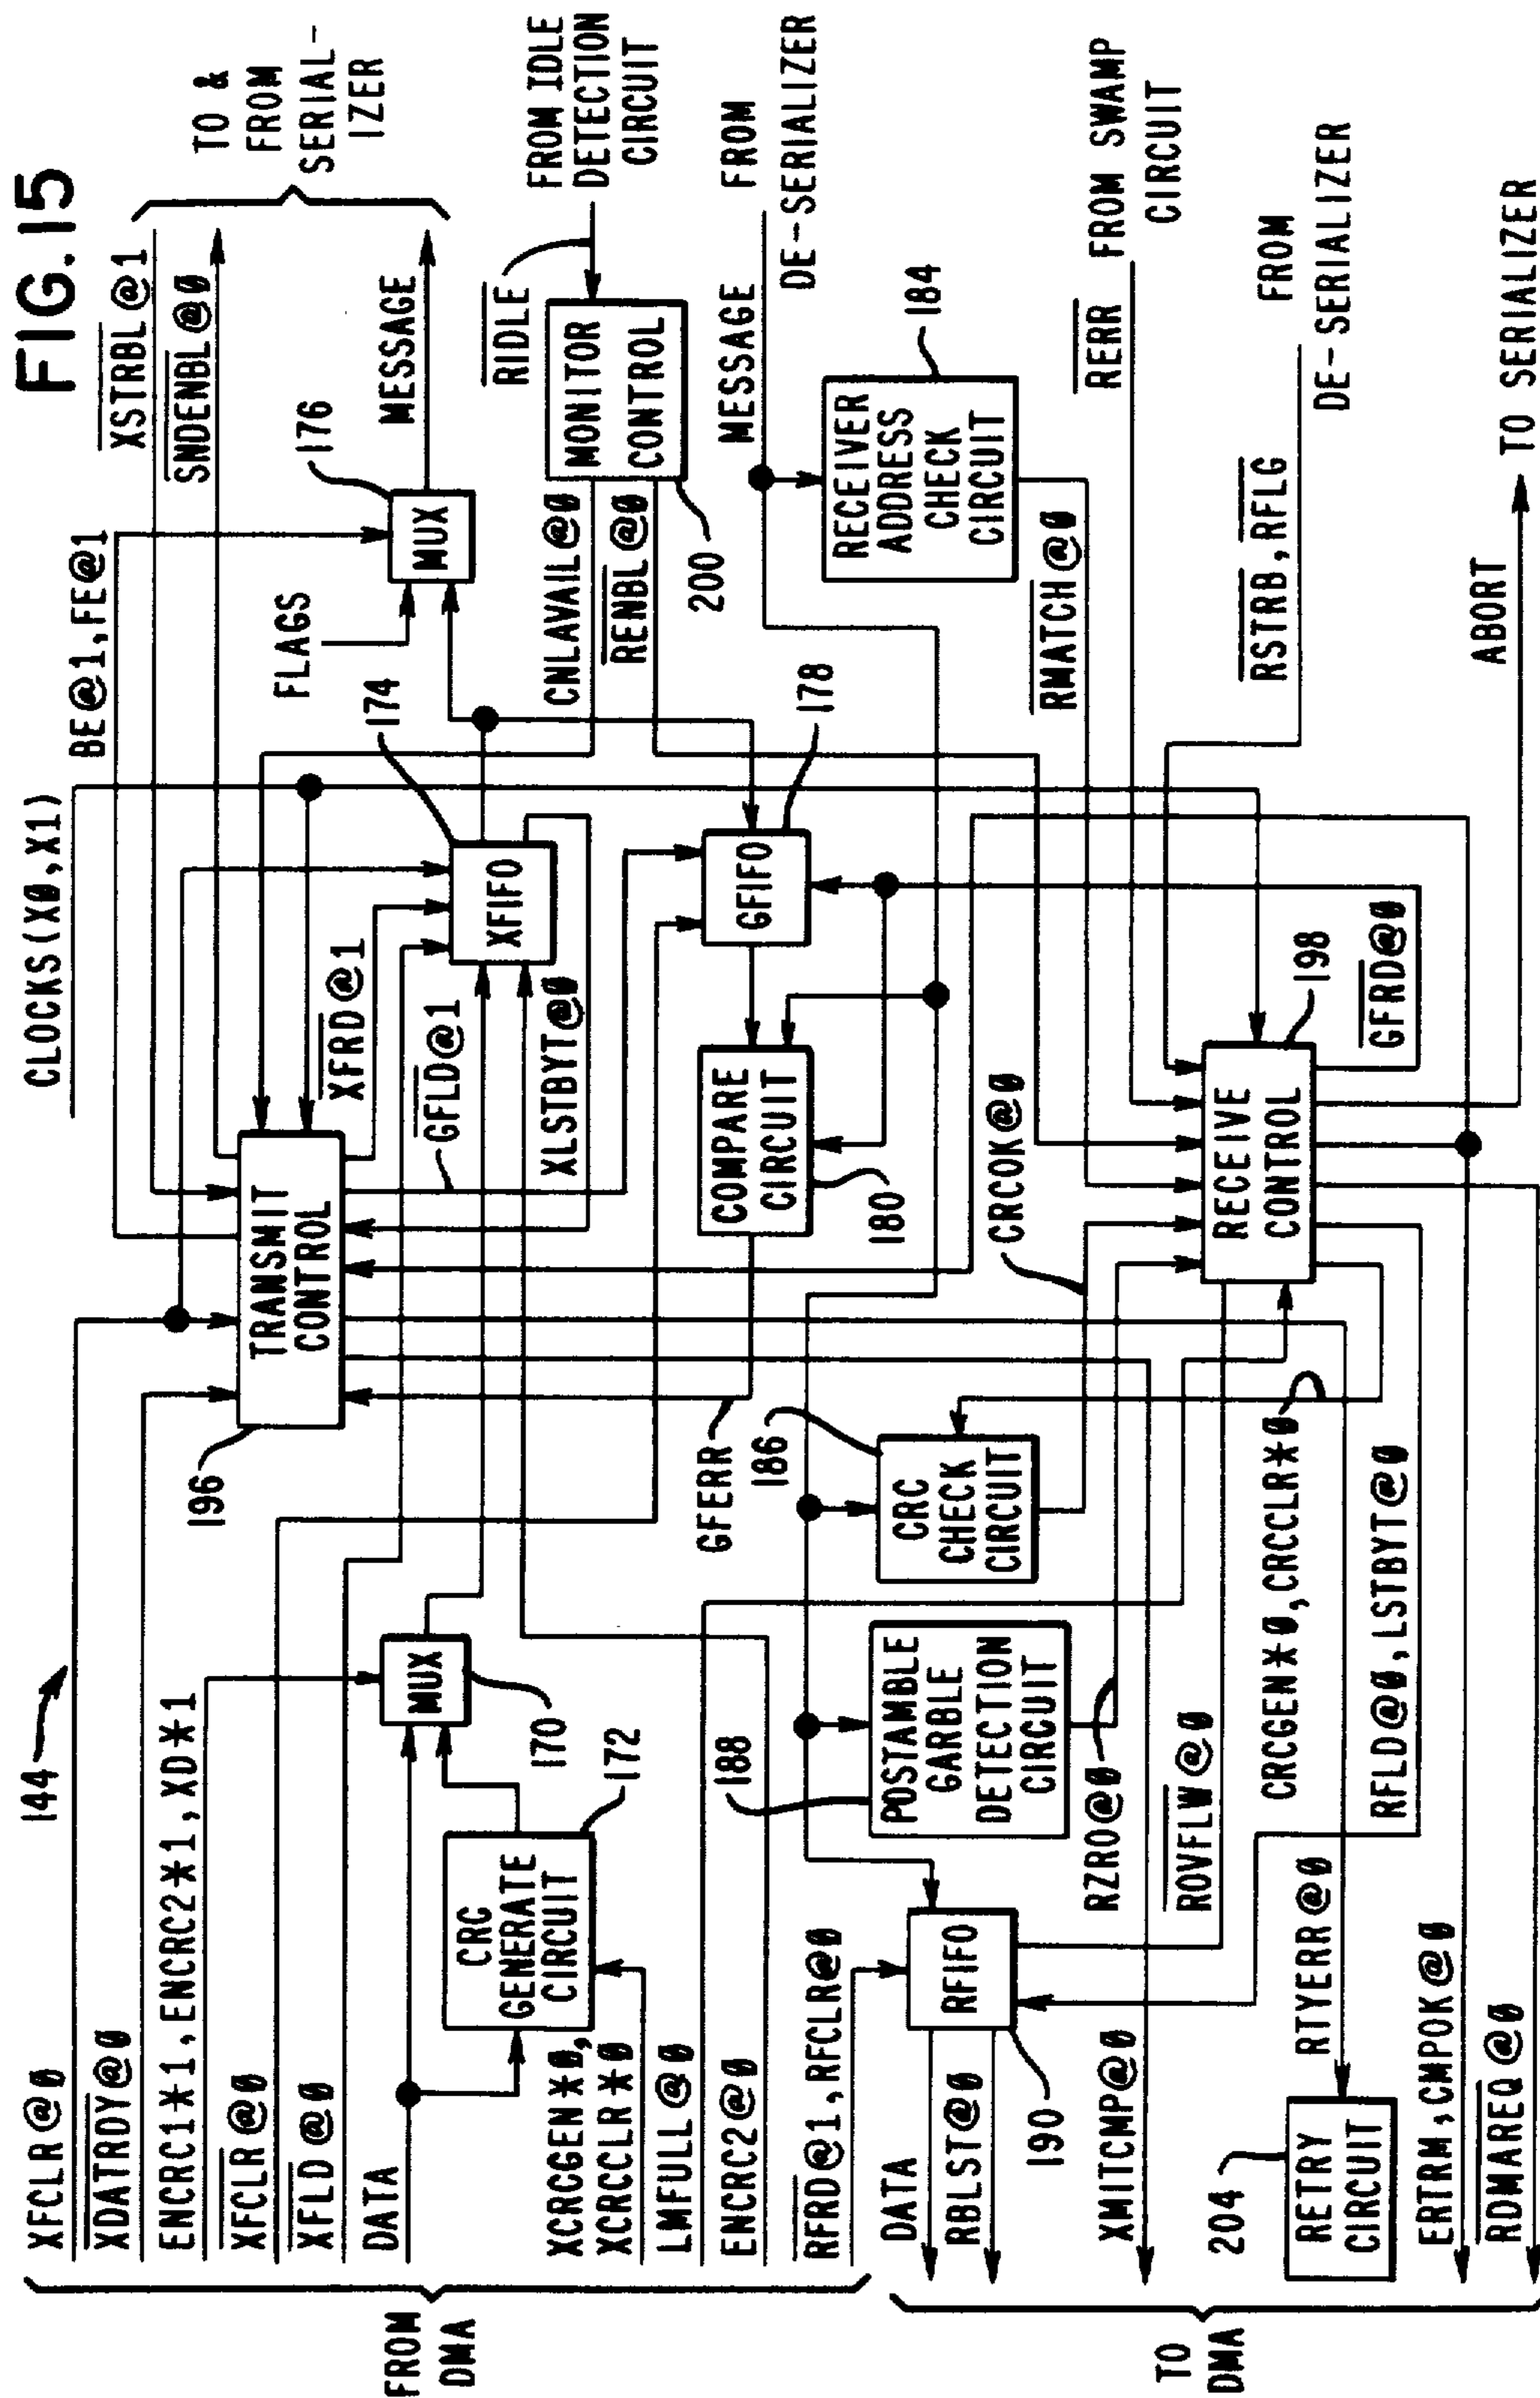 FIG. 15
144
XFCLR@0
XDATRDY@0
ENCRC1*1, ENCRC2*1, XD*1
XFCLR@0
XFLD@0
DATA
XCRCGEN*0,
XCRCCLR*0
LMFULL@0
ENCRC2@0
RFRD@1, RFCLR@0
FROM
DMA
DATA
RBLST@0
XMITCMP@0
204
RETRY
CIRCUIT
RTYERR@0
ERTRM, CMPOK@0
RDMAREQ@0
TO
DMA
CRC
GENERATE
CIRCUIT
172
MUX
170
RFIFO
190
188
POSTAMBLE
GARBLE
DETECTION
CIRCUIT
RZRO@0
ROVFLW@0
CRCGEN*0, CRCCLR*0
RFLD@0, LSTBYT@0
186
CRC
CHECK
CIRCUIT
GFERR
196
TRANSMIT
CONTROL
CLOCKS(X0, X1)
XFRD@1
GFLD@1
XLSTBYT@0
COMPARE
CIRCUIT
180
CRCOK@0
RECEIVE
CONTROL
198
GFRD@0
174
XFIFO
GFIFO
178
BE@1, FE@1
FLAGS
MUX
176
XSTRBL@1
SNDENBL@0
MESSAGE
TO &
FROM
SERIAL-
IZER
CNLAVAIL@0
RENBL@0
200
MONITOR
CONTROL
RIDLE
FROM IDLE
DETECTION
CIRCUIT
MESSAGE
FROM
DE-SERIALIZER
RECEIVER
ADDRESS
CHECK
CIRCUIT
184
RMATCH@0
RERR
FROM SWAMP
CIRCUIT
RSTRB, RFLG
FROM
DE-SERIALIZER
ABORT
TO SERIALIZER